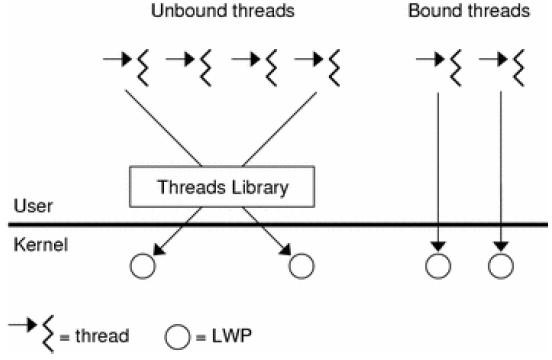 Unbound threads
Bound threads
Threads Library
User
Kernel
= thread
= LWP